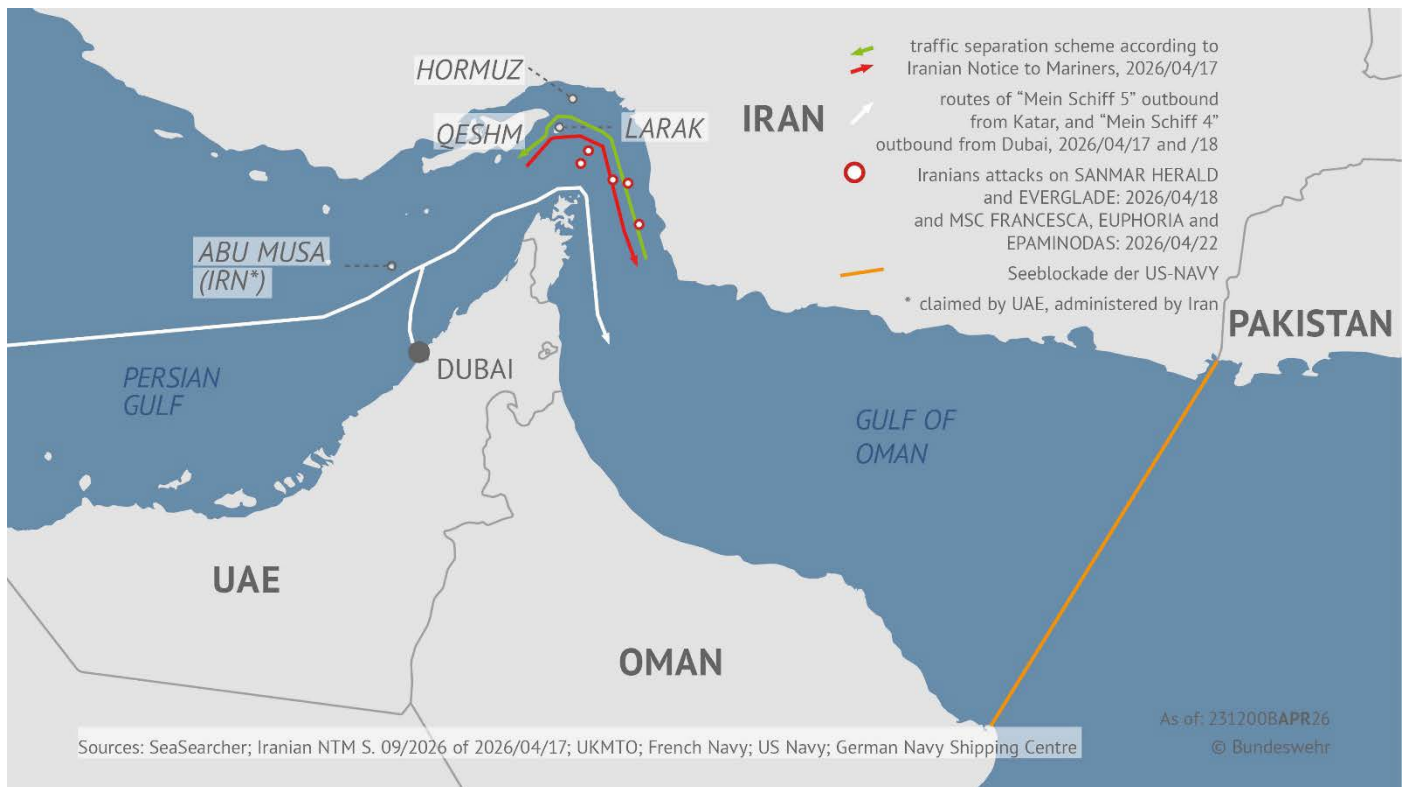 HORMUZ
QESHM
LARAK
IRAN
traffic separation scheme according to
Iranian Notice to Mariners, 2026/04/17
routes of “Mein Schiff 5” outbound
from Katar, and “Mein Schiff 4”
outbound from Dubai, 2026/04/17 and /18
Iranians attacks on SANMAR HERALD
and EVERGLADE: 2026/04/18
and MSC FRANCESCA, EUPHORIA and
EPAMINODAS: 2026/04/22
Seeblockade der US-NAVY
* claimed by UAE, administered by Iran
ABU MUSA
(IRN*)
PAKISTAN
DUBAI
PERSIAN
GULF
GULF OF
OMAN
UAE
OMAN
As of: 231200BAPR26
© Bundeswehr
Sources: SeaSearcher; Iranian NTM S. 09/2026 of 2026/04/17; UKMTO; French Navy; US Navy; German Navy Shipping Centre